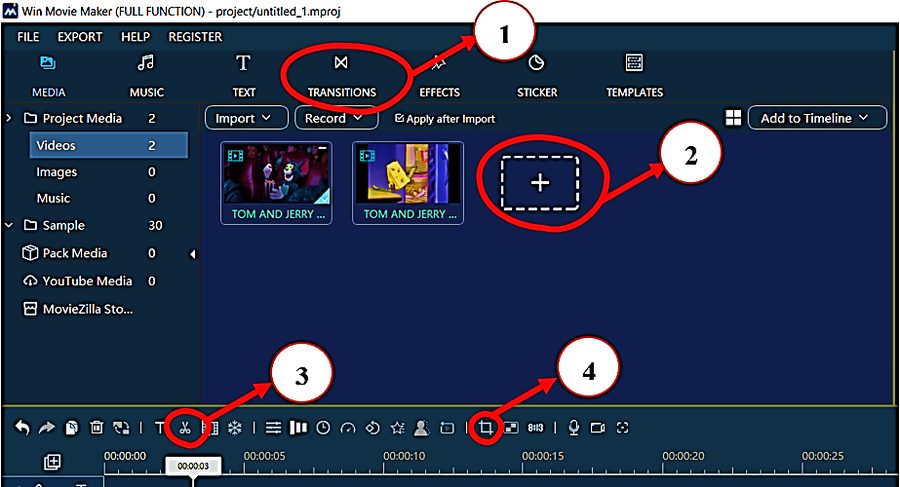 Win Movie Maker (FULL FUNCTION) - project/untitled_1.mproj
FILE EXPORT HELP REGISTER
1
MEDIA MUSIC TEXT TRANSITIONS EFFECTS STICKER TEMPLATES
Project Media 2
Import Record Apply after Import Add to Timeline
Videos 2
Images 0
Music 0
Sample 30
Pack Media 0
YouTube Media 0
MovieZilla Sto...
TOM AND JERRY ... TOM AND JERRY ...
2
3
4
00:00:00 00:00:05 00:00:10 00:00:15 00:00:20 00:00:25
00:00:03